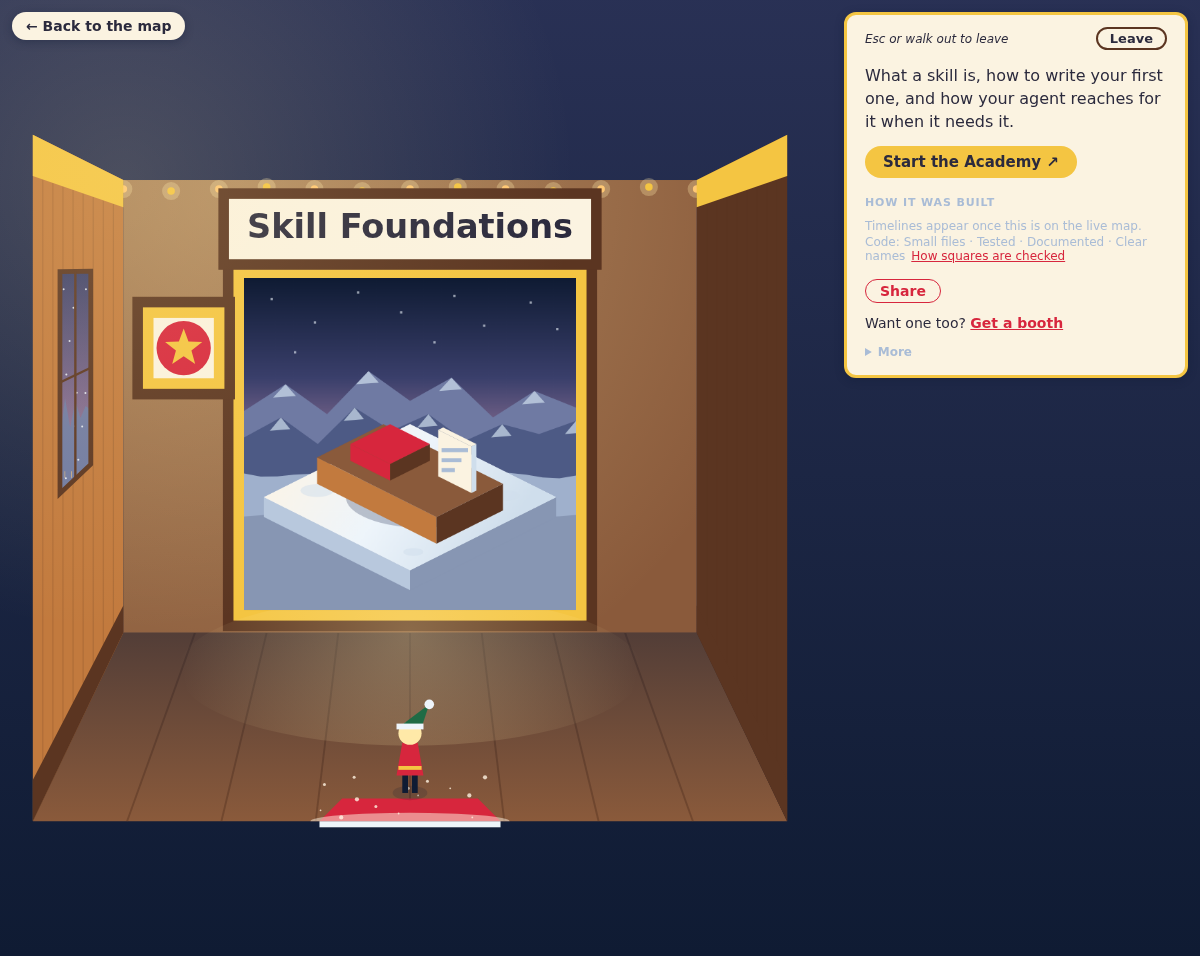 ← Back to the map
Skill Foundations
Esc or walk out to leave
Leave
What a skill is, how to write your first
one, and how your agent reaches for
it when it needs it.
Start the Academy ↗
HOW IT WAS BUILT
Timelines appear once this is on the live map.
Code: Small files · Tested · Documented · Clear
names How squares are checked
Share
Want one too? Get a booth
More